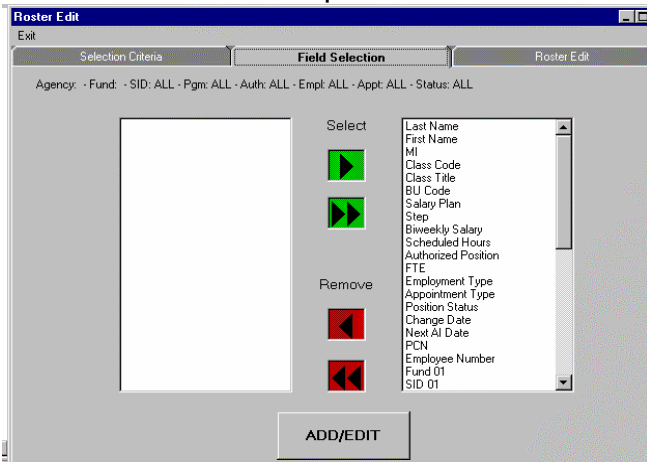 Roster Edit
Exit
Selection Criteria
Field Selection
Roster Edit
Agency: - Fund: - SID: ALL - Pgm: ALL - Auth: ALL - Empl: ALL - Appt: ALL - Status: ALL
Select
Remove
Last Name
First Name
MI
Class Code
Class Title
BU Code
Salary Plan
Step
Biweekly Salary
Scheduled Hours
Authorized Position
FTE
Employment Type
Appointment Type
Position Status
Change Date
Next AI Date
PCN
Employee Number
Fund 01
SID 01
ADD/EDIT